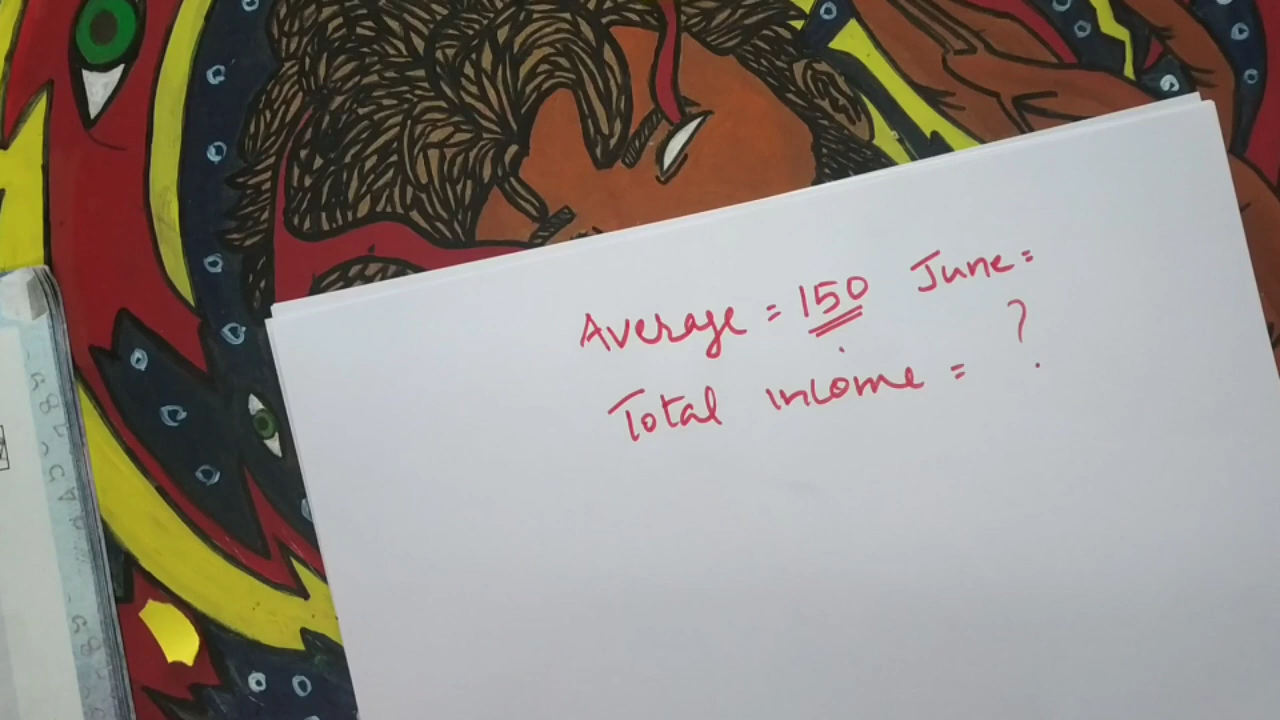 Average = 150 June =
Total income = ?